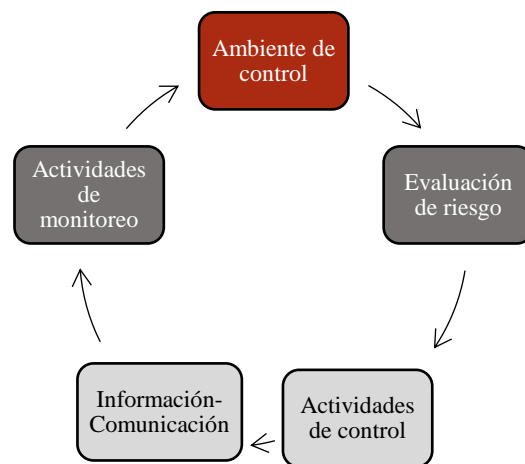 Ambiente de
control
Evaluación
de riesgo
Actividades
de control
Información-
Comunicación
Actividades
de
monitoreo